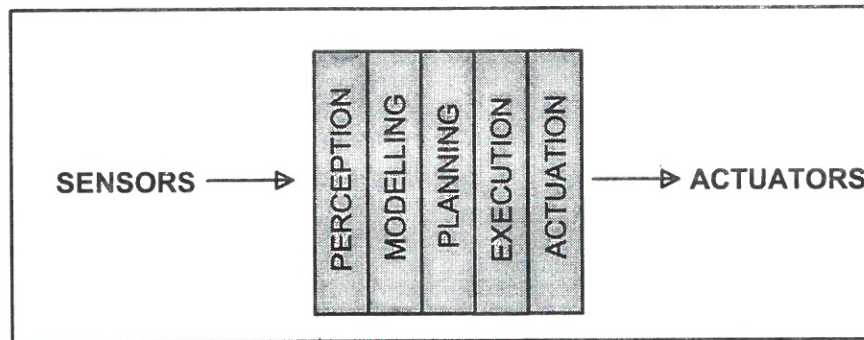 SENSORS
PERCEPTION
MODELLING
PLANNING
EXECUTION
ACTUATION
ACTUATORS